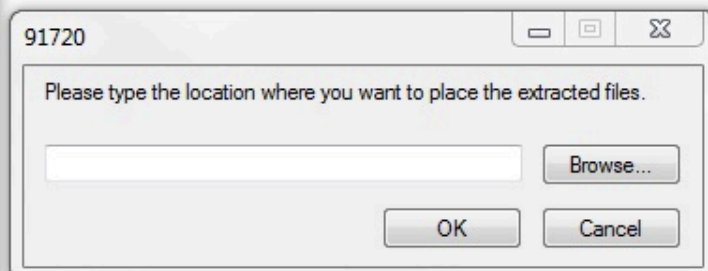 91720
Please type the location where you want to place the extracted files.
Browse...
OK
Cancel